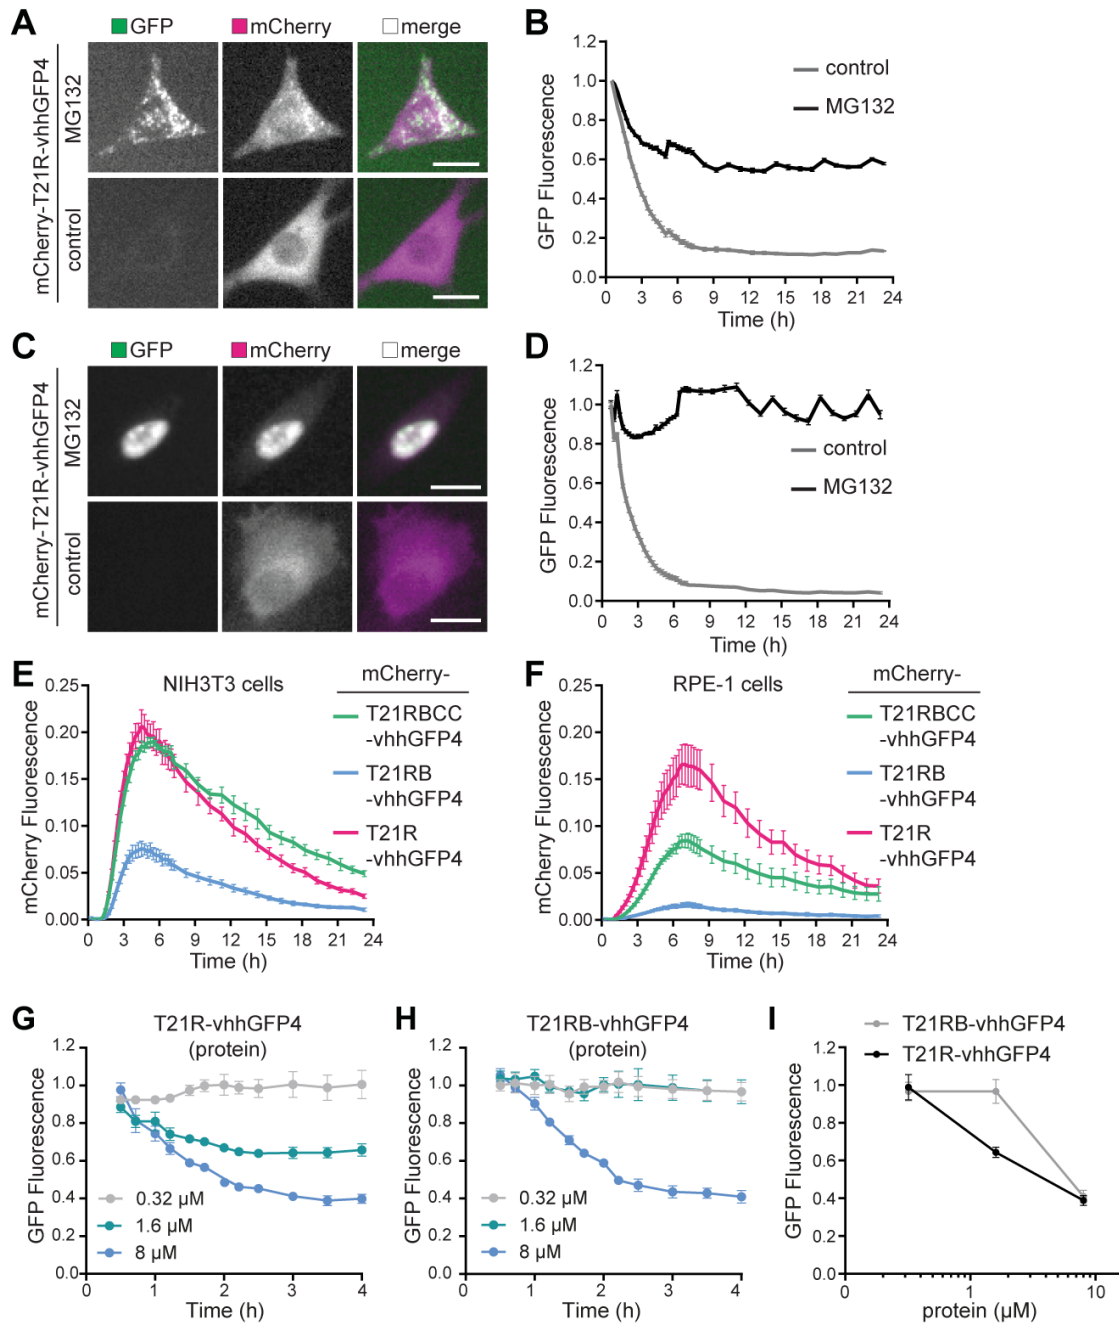 A
GFP
mCherry
merge
mCherry-T21R-vhhGFP4
MG132
control
B
GFP Fluorescence
1.2
1.0
0.8
0.6
0.4
0.2
0.0
0 3 6 9 12 15 18 21 24
Time (h)
control
MG132
C
GFP
mCherry
merge
mCherry-T21R-vhhGFP4
MG132
control
D
GFP Fluorescence
1.2
1.0
0.8
0.6
0.4
0.2
0.0
0 3 6 9 12 15 18 21 24
Time (h)
control
MG132
E
NIH3T3 cells
mCherry Fluorescence
0.25
0.20
0.15
0.10
0.05
0.00
0 3 6 9 12 15 18 21 24
Time (h)
mCherry-
T21RBCC
-vhhGFP4
T21RB
-vhhGFP4
T21R
-vhhGFP4
F
RPE-1 cells
mCherry Fluorescence
0.25
0.20
0.15
0.10
0.05
0.00
0 3 6 9 12 15 18 21 24
Time (h)
mCherry-
T21RBCC
-vhhGFP4
T21RB
-vhhGFP4
T21R
-vhhGFP4
G
T21R-vhhGFP4
(protein)
GFP Fluorescence
1.2
1.0
0.8
0.6
0.4
0.2
0.0
0.32 µM
1.6 µM
8 µM
0 1 2 3 4
Time (h)
H
T21RB-vhhGFP4
(protein)
GFP Fluorescence
1.2
1.0
0.8
0.6
0.4
0.2
0.0
0.32 µM
1.6 µM
8 µM
0 1 2 3 4
Time (h)
I
T21RB-vhhGFP4
T21R-vhhGFP4
GFP Fluorescence
1.2
1.0
0.8
0.6
0.4
0.2
0.0
0 1 10
protein (µM)